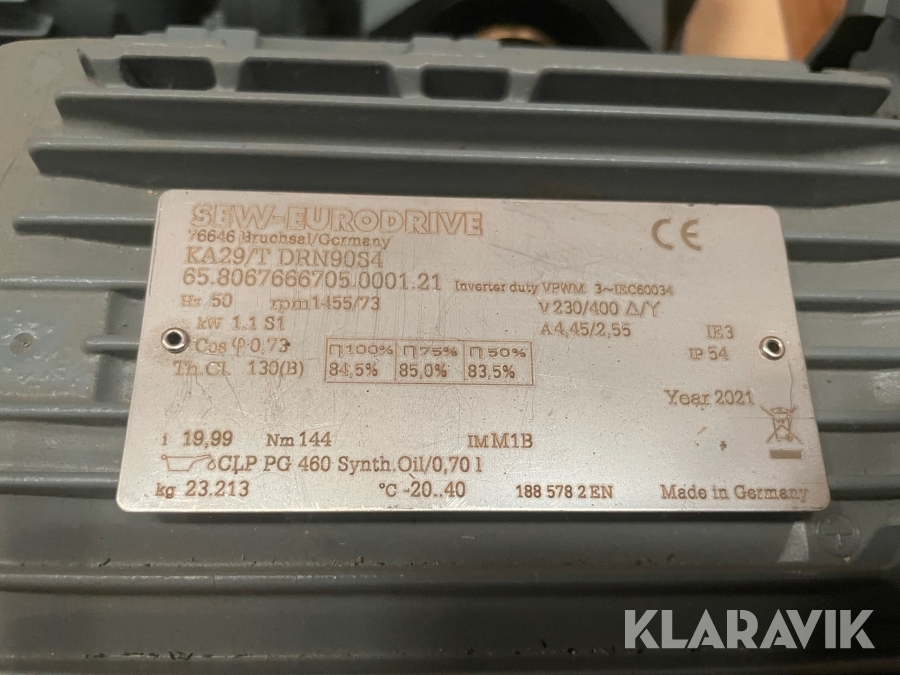 SEW-EURODRIVE
76646 Bruchsal/Germany
CE
KA29/T DRN90S4
65.8067666705.0001.21 Inverter duty VPWM 3~IEC60034
Hz 50 rpm 1455/73 V 230/400 Δ/Y
kW 1.1 S1 A 4,45/2,55 IE3
Cos φ 0,73 IP 54
Th.Cl. 130(B)
η100% η75% η50%
84,5% 85,0% 83,5%
Year 2021
i 19,99 Nm 144 IM M1B
CLP PG 460 Synth.Oil/0,70 l
kg 23.213 °C -20..40 188 578 2 EN Made in Germany
KLARAVIK